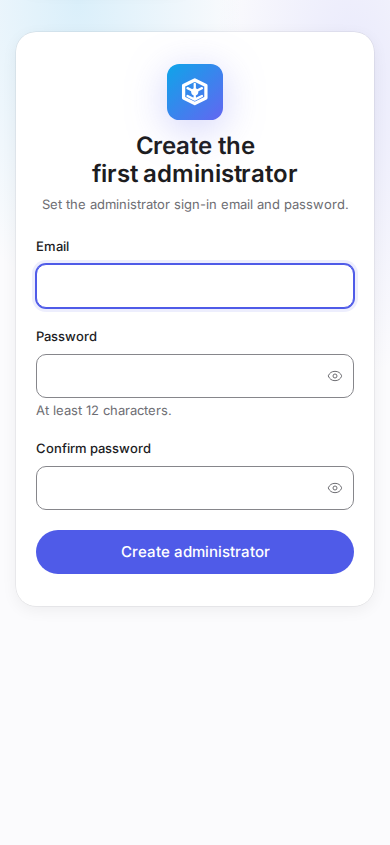 Create the
first administrator
Set the administrator sign-in email and password.
Email
Password
At least 12 characters.
Confirm password
Create administrator